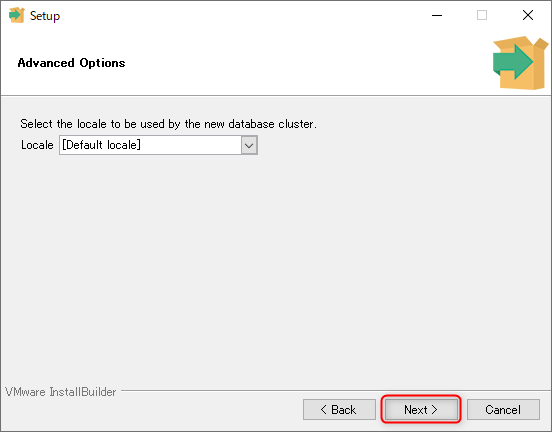 Setup
Advanced Options
Select the locale to be used by the new database cluster.
Locale [Default locale]
VMware InstallBuilder
< Back Next > Cancel